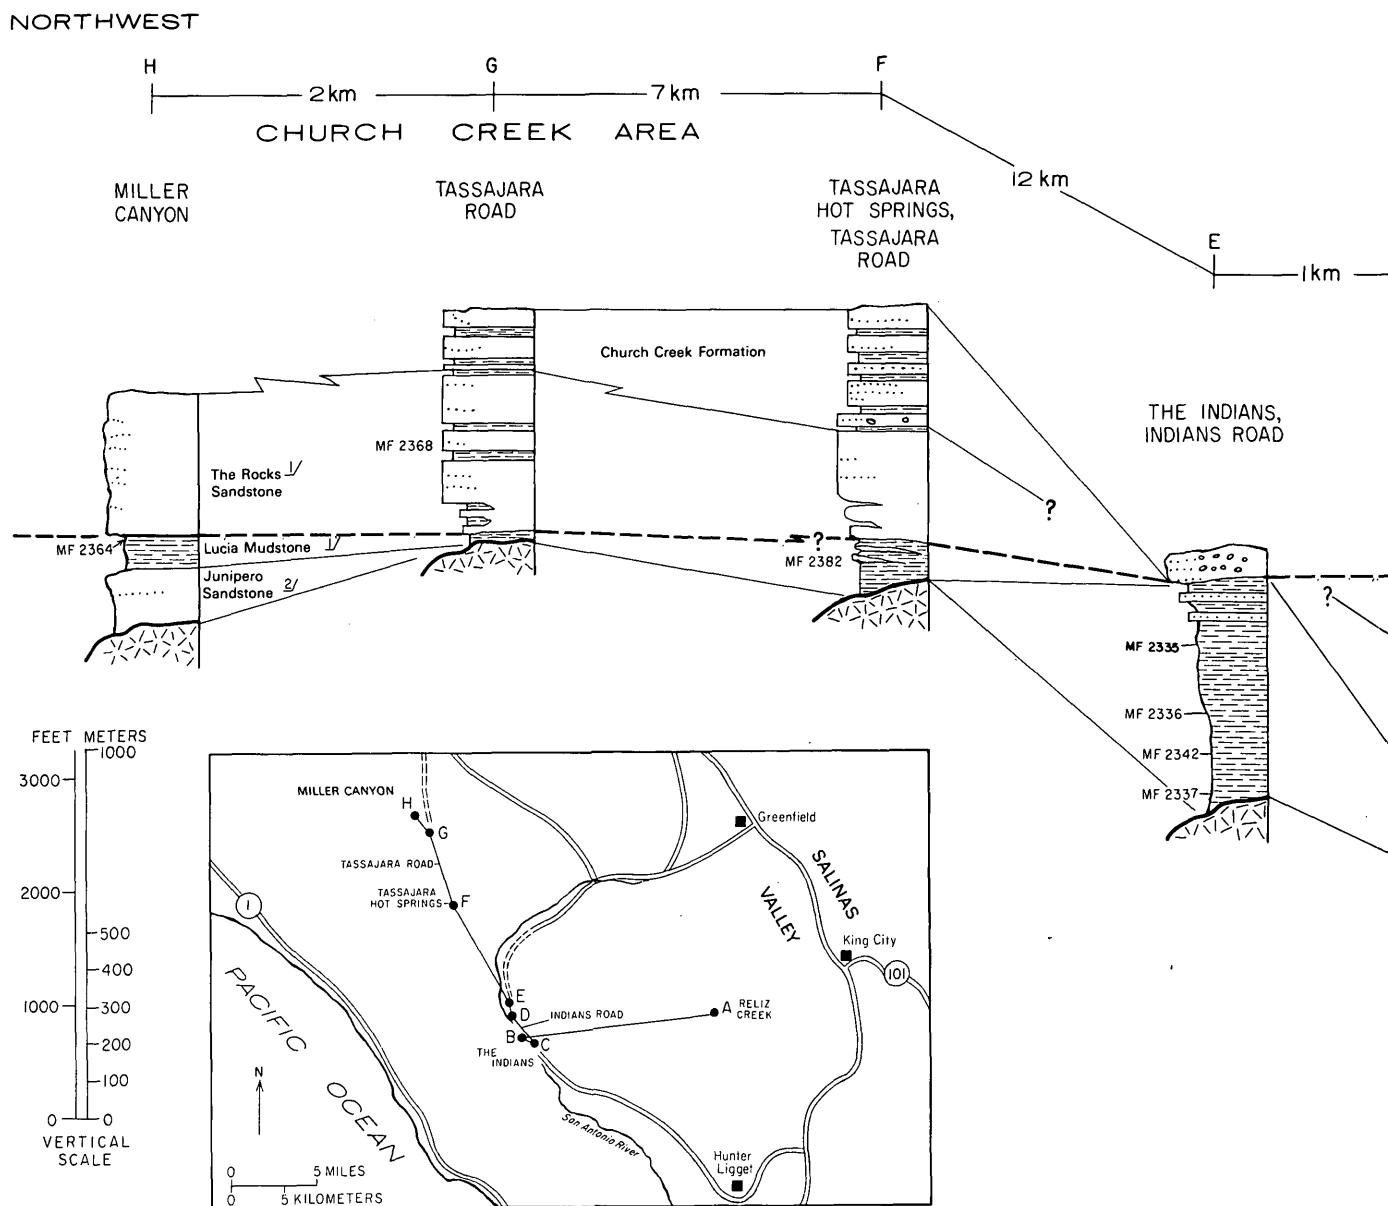 NORTHWEST
H
G
F
2 km
7 km
CHURCH CREEK AREA
12 km
MILLER
CANYON
TASSAJARA
ROAD
TASSAJARA
HOT SPRINGS,
TASSAJARA
ROAD
E
1 km
Church Creek Formation
THE INDIANS,
INDIANS ROAD
MF 2368
The Rocks 1/
Sandstone
?
MF 2364
Lucia Mudstone 1/
?
MF 2382
Junipero
Sandstone 2/
?
MF 2335
MF 2336
MF 2342
MF 2337
FEET METERS
1000
3000
2000
500
400
1000
300
200
100
0
0
VERTICAL
SCALE
MILLER CANYON
H
G
Greenfield
TASSAJARA ROAD
TASSAJARA
HOT SPRINGS
F
SALINAS
VALLEY
1
King City
101
PACIFIC OCEAN
E
D
INDIANS ROAD
A
RELIZ
CREEK
B
C
THE
INDIANS
N
San Antonio River
Hunter
Ligget
0 5 MILES
0 5 KILOMETERS